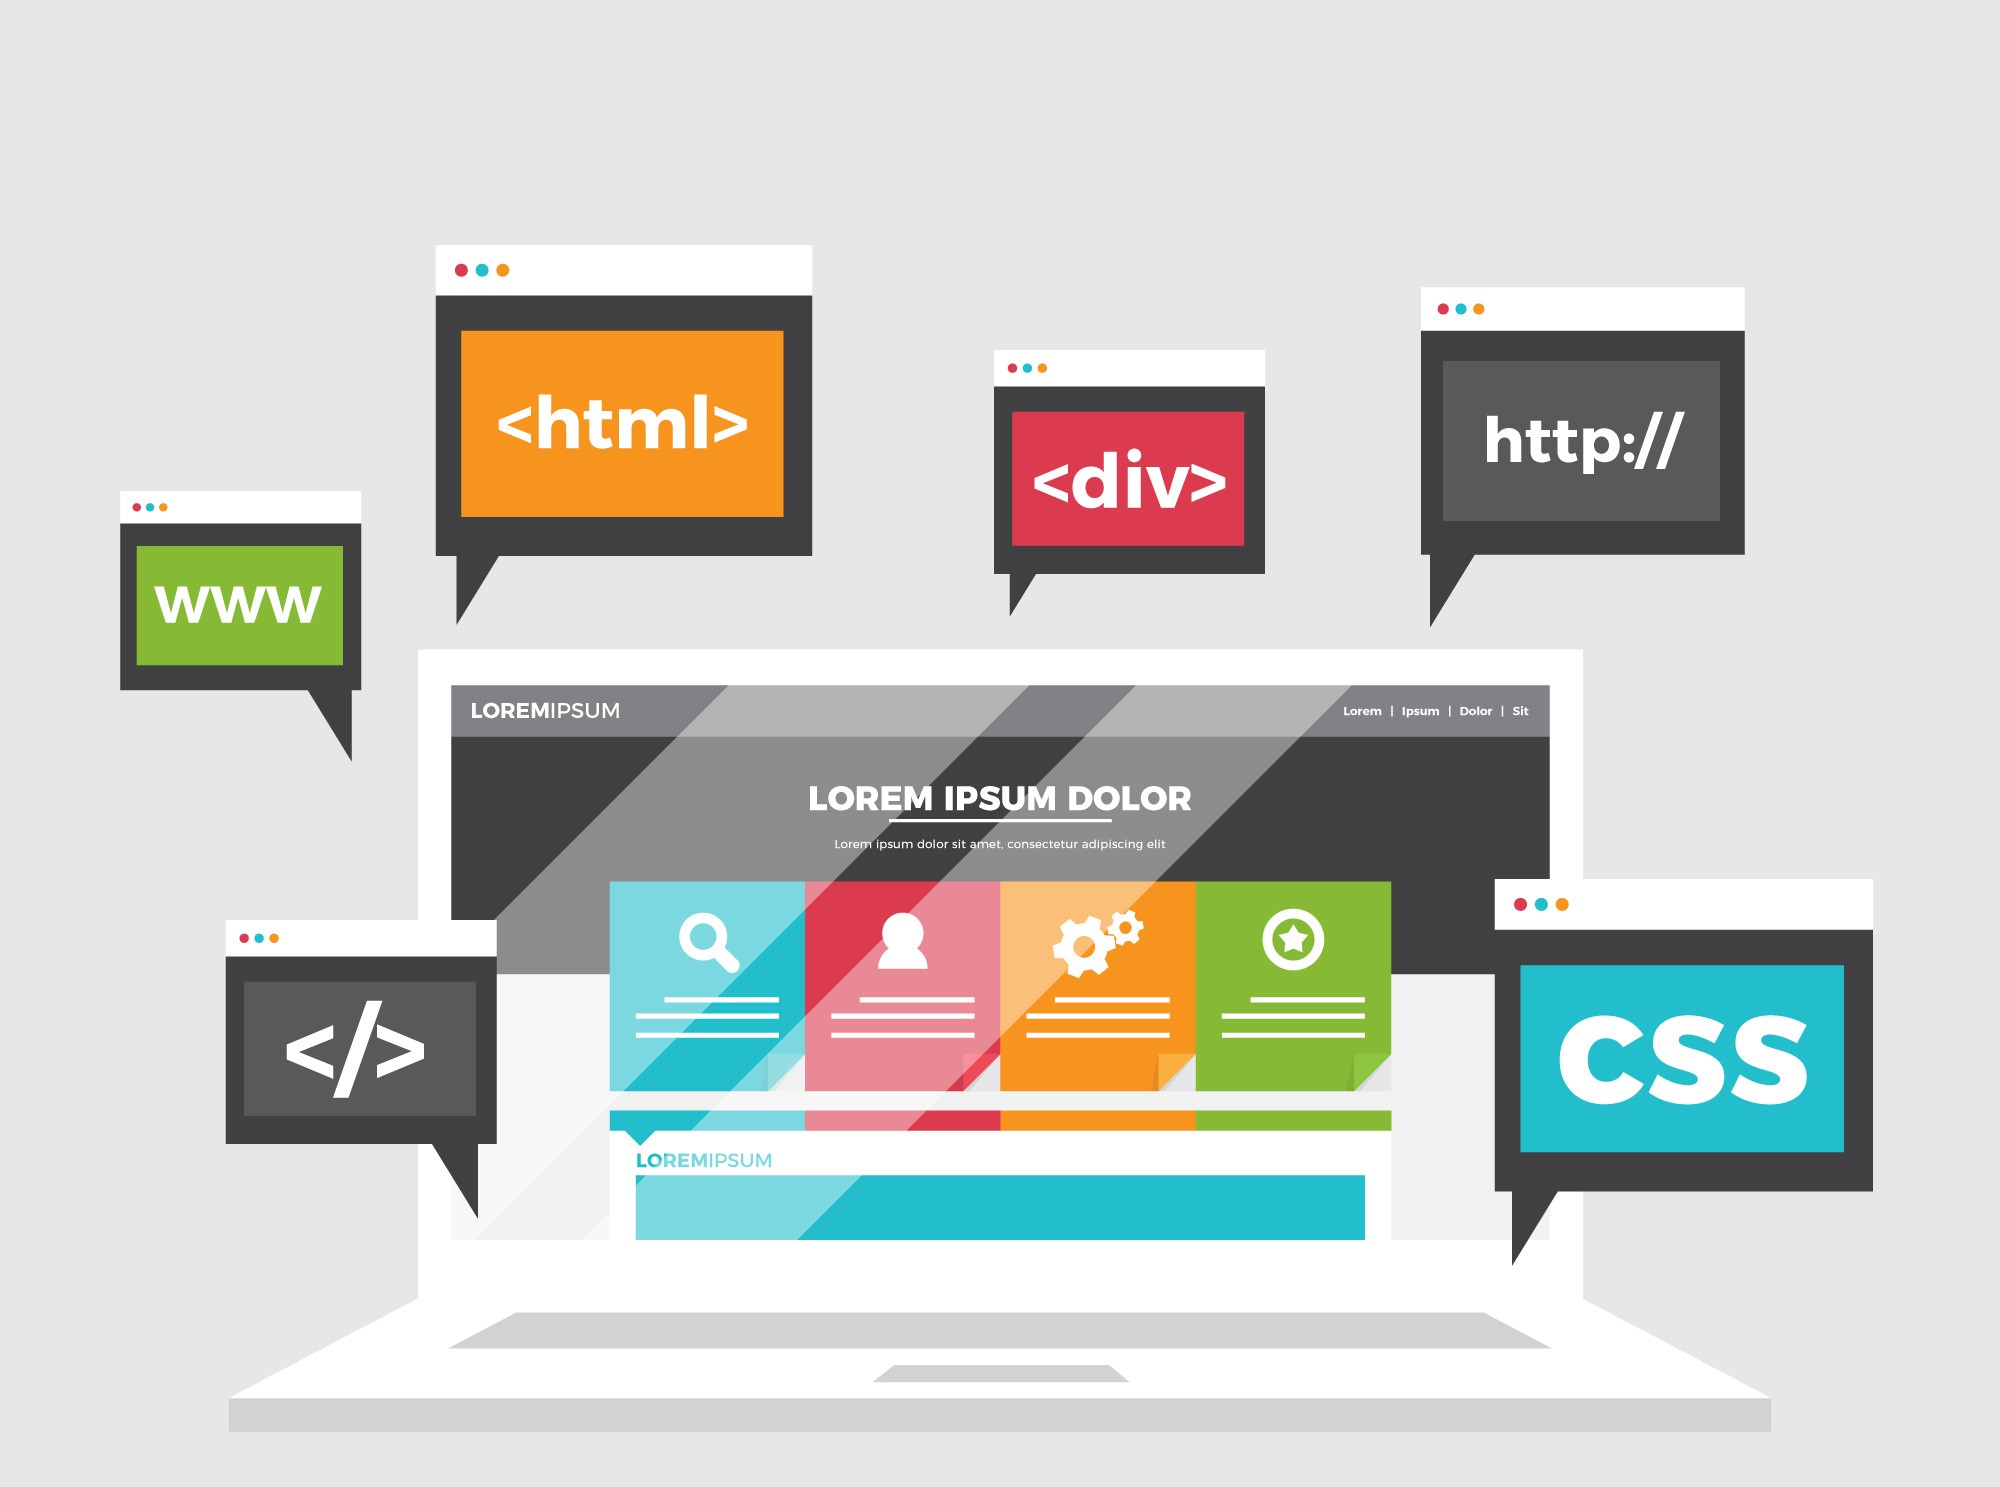 <html>
<div>
http://
www
LOREMIPSUM
Lorem | Ipsum | Dolor | Sit
LOREM IPSUM DOLOR
Lorem ipsum dolor sit amet, consectetur adipiscing elit
</>
css
LOREMIPSUM